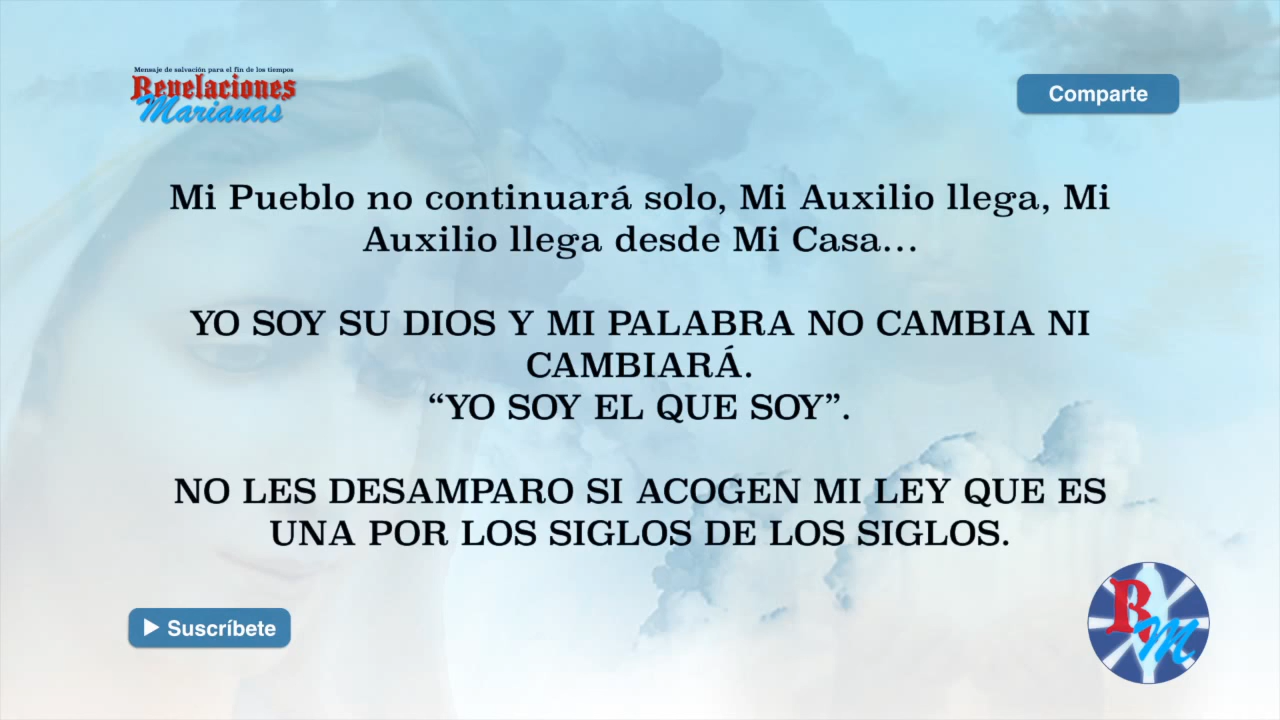 Mensaje de salvación para el fin de los tiempos
Revelaciones
Marianas
Comparte
Mi Pueblo no continuará solo, Mi Auxilio llega, Mi
Auxilio llega desde Mi Casa...
YO SOY SU DIOS Y MI PALABRA NO CAMBIA NI
CAMBIARÁ.
“YO SOY EL QUE SOY”.
NO LES DESAMPARO SI ACOGEN MI LEY QUE ES
UNA POR LOS SIGLOS DE LOS SIGLOS.
Suscríbete
RM